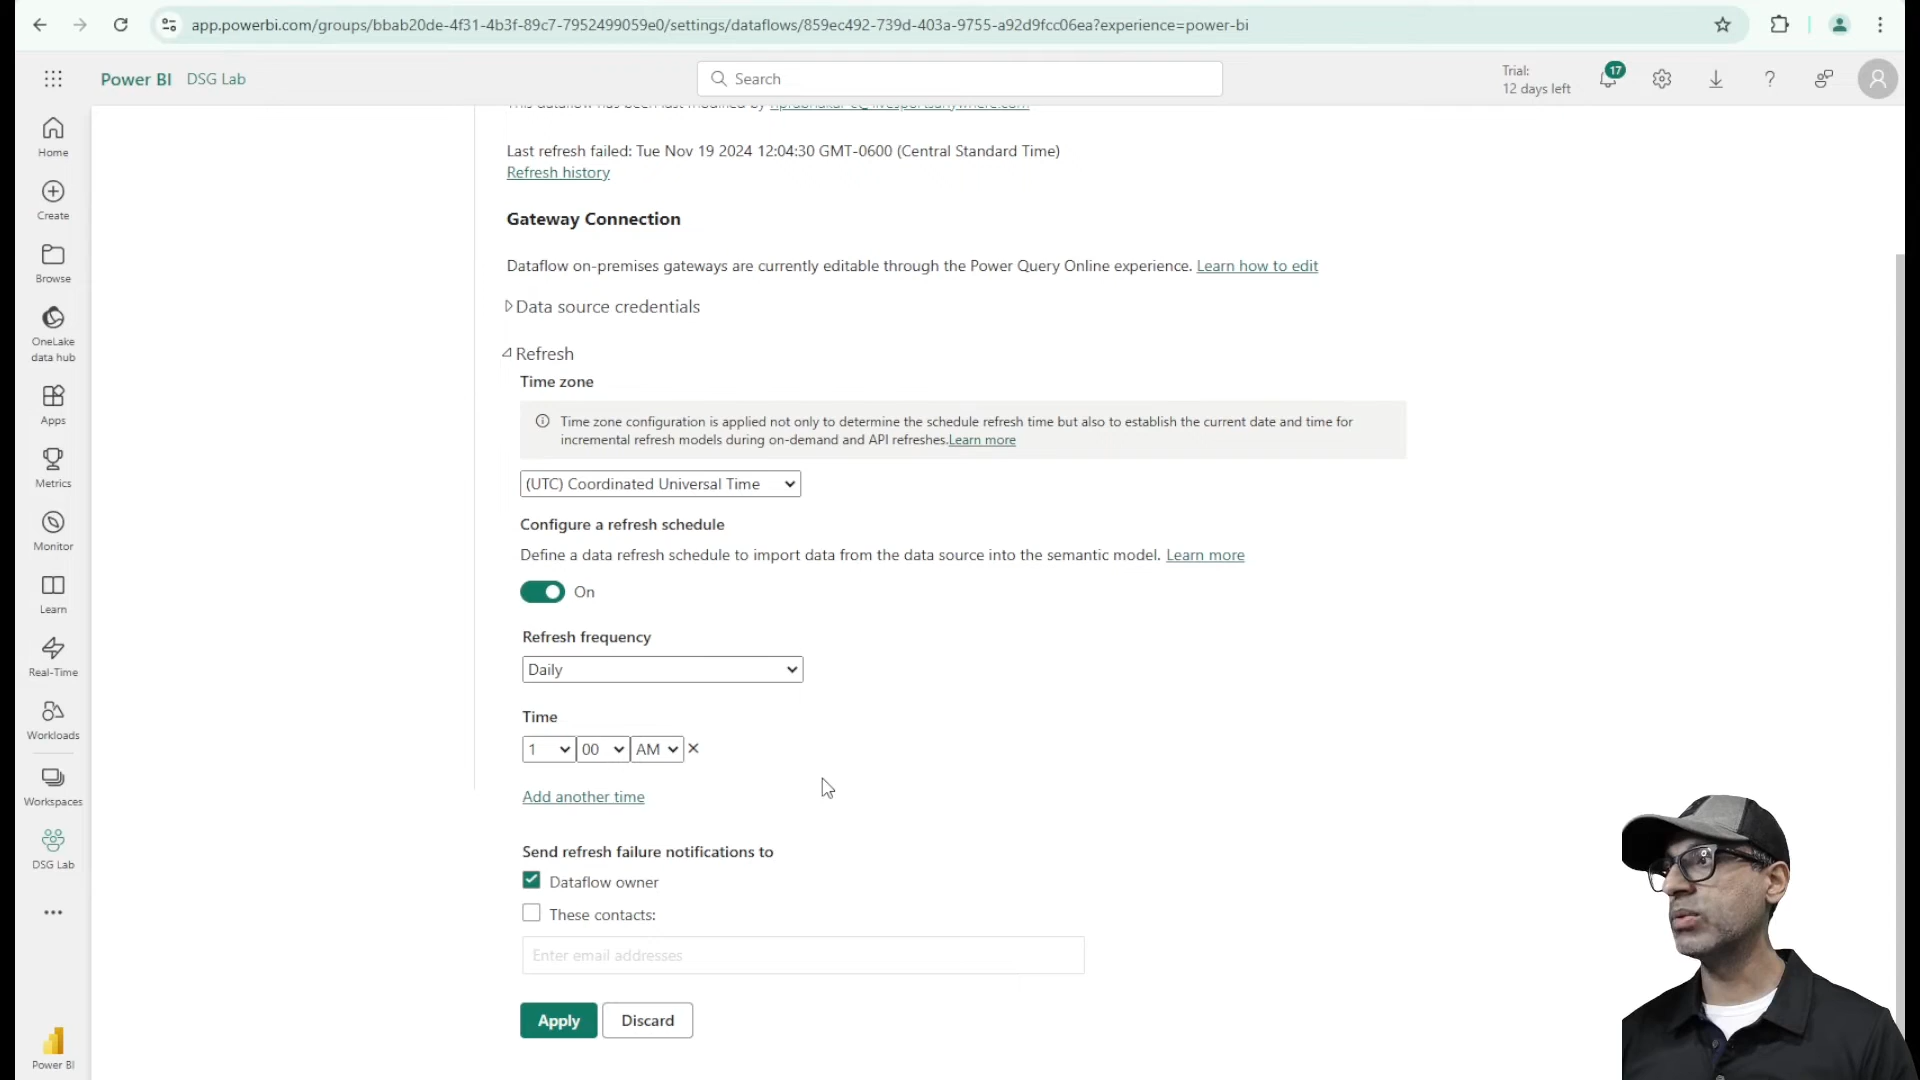 app.powerbi.com/groups/bbab20de-4f31-4b3f-89c7-7952499059e0/settings/dataflows/859ec492-739d-403a-9755-a92d9fcc06ea?experience=power-bi
Power BI DSG Lab
Search
Trial:
12 days left
17
A
Home
Create
Browse
OneLake
data hub
Apps
Metrics
Monitor
Learn
Real-Time
Workloads
Workspaces
DSG Lab
Power BI
This dataflow has been last modified by
Last refresh failed: Tue Nov 19 2024 12:04:30 GMT-0600 (Central Standard Time)
Refresh history
Gateway Connection
Dataflow on-premises gateways are currently editable through the Power Query Online experience. Learn how to edit
Data source credentials
Refresh
Time zone
Time zone configuration is applied not only to determine the schedule refresh time but also to establish the current date and time for
incremental refresh models during on-demand and API refreshes.Learn more
(UTC) Coordinated Universal Time
Configure a refresh schedule
Define a data refresh schedule to import data from the data source into the semantic model. Learn more
On
Refresh frequency
Daily
Time
1 00 AM
Add another time
Send refresh failure notifications to
Dataflow owner
These contacts:
Enter email addresses
Apply Discard